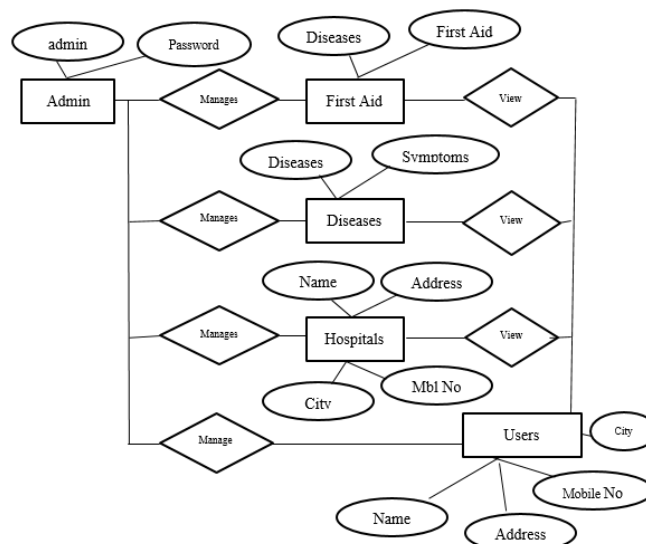 admin
Password
Diseases
First Aid
Admin
Manages
First Aid
View
Diseases
Symptoms
Manages
Diseases
View
Name
Address
Manages
Hospitals
View
City
Mbl No
Manage
Users
City
Name
Address
Mobile No